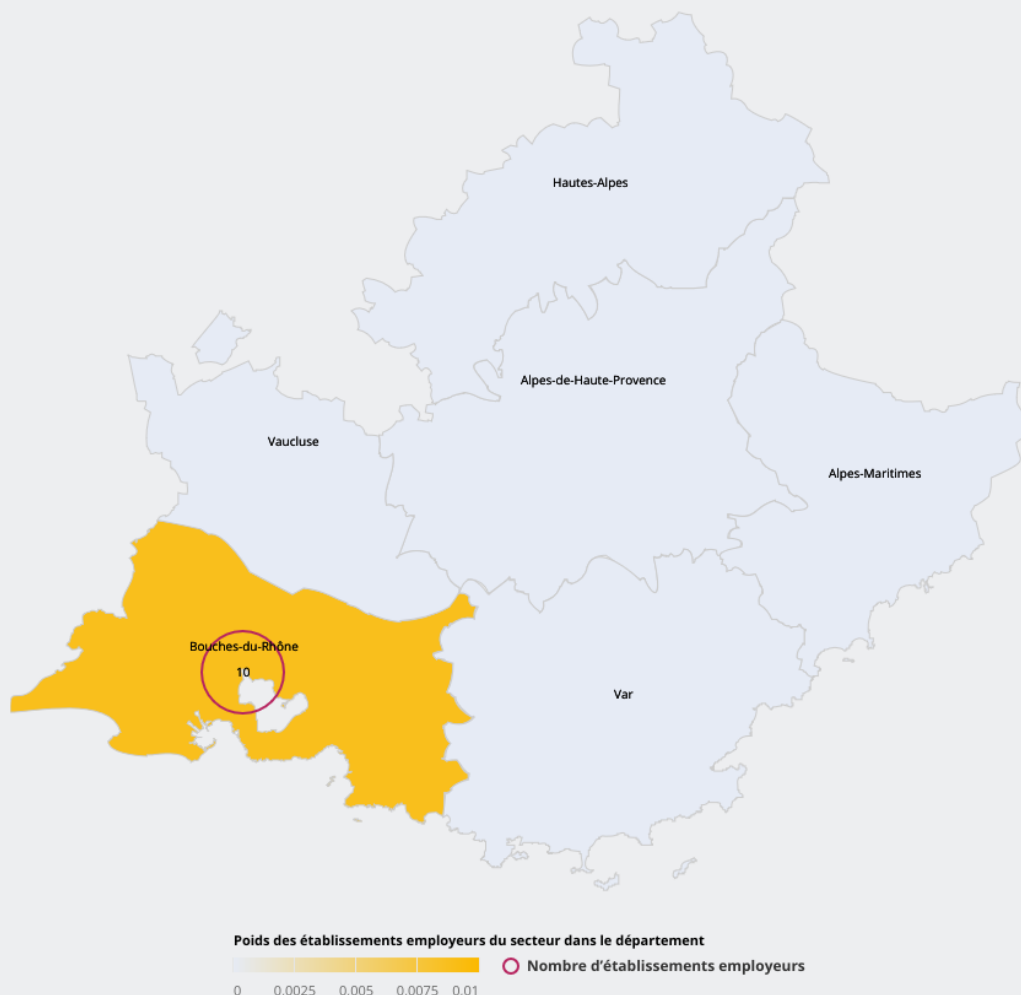 Hautes-Alpes
Alpes-de-Haute-Provence
Vaucluse
Alpes-Maritimes
Bouches-du-Rhône
10
Var
Poids des établissements employeurs du secteur dans le département
Nombre d'établissements employeurs
0 0.0025 0.005 0.0075 0.01